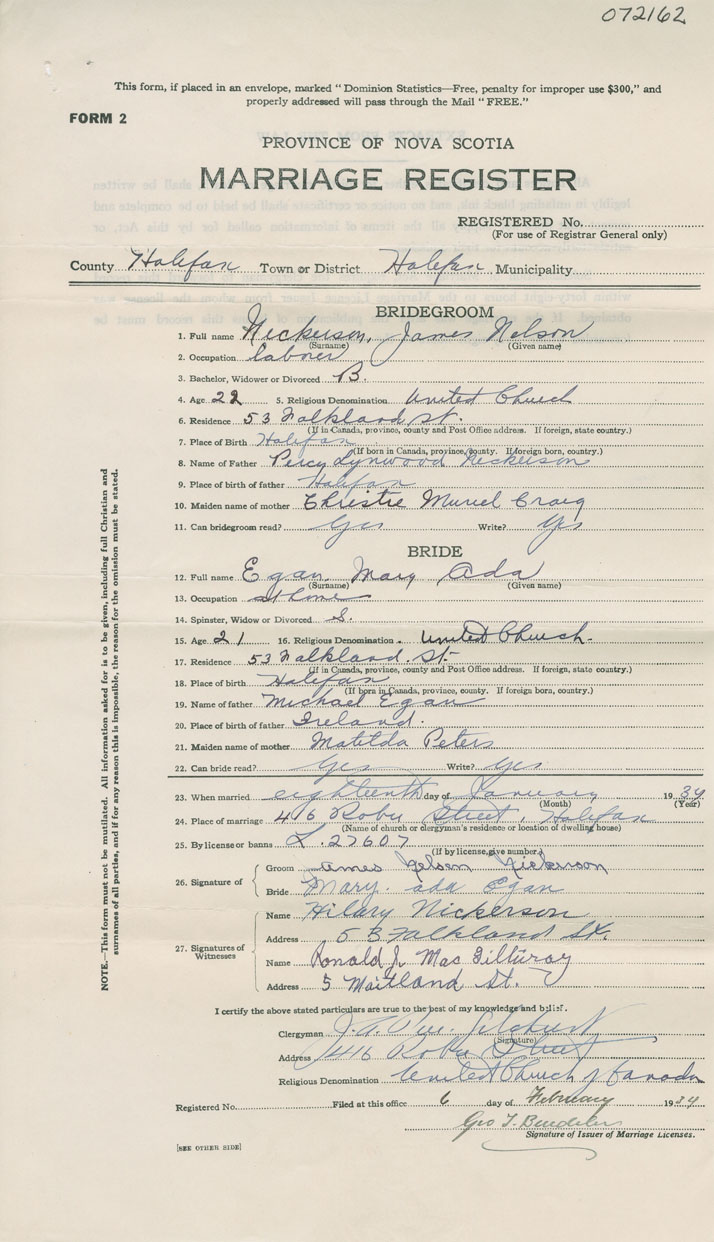 072162
This form, if placed in an envelope, marked "Dominion Statistics—Free, penalty for improper use $300," and
properly addressed will pass through the Mail "FREE."
FORM 2
PROVINCE OF NOVA SCOTIA
MARRIAGE REGISTER
REGISTERED No.
(For use of Registrar General only)
County Halifax Town or District Halifax Municipality
BRIDEGROOM
1. Full name Nickerson, James Nelson
(Surname) (Given name)
2. Occupation laborer
3. Bachelor, Widower or Divorced B.
4. Age 22 5. Religious Denomination United Church
6. Residence 53 Falkland St.
(If in Canada, province, county and Post Office address. If foreign, state country.)
7. Place of Birth Halifax
(If born in Canada, province, county. If foreign born, country.)
8. Name of Father Percy Lynwood Nickerson
9. Place of birth of father Halifax
10. Maiden name of mother Christie Muriel Craig
11. Can bridegroom read? Yes Write? Yes
BRIDE
12. Full name Egan, Mary Ada
(Surname) (Given name)
13. Occupation At Home
14. Spinster, Widow or Divorced S.
15. Age 21 16. Religious Denomination United Church.
17. Residence 53 Falkland. St.
(If in Canada, province, county and Post Office address. If foreign, state country.)
18. Place of birth Halifax
(If born in Canada, province, county. If foreign born, country.)
19. Name of father Michael Egan
20. Place of birth of father Ireland.
21. Maiden name of mother Matilda Peters
22. Can bride read? Yes Write? Yes
23. When married eighteenth day of January 1934
(Month) (Year)
24. Place of marriage 416 Robie Street, Halifax
(Name of church or clergyman's residence or location of dwelling house)
25. By license or banns L. 27607
(If by license, give number.)
26. Signature of
Groom James Nelson Nickerson
Bride Mary. ada Egan
27. Signatures of Witnesses
Name Hilary Nickerson
Address 53 Falkland St.
Name Ronald J. MacGillivray
Address 5 Maitland St.
I certify the above stated particulars are true to the best of my knowledge and belief.
Clergyman
(Signature)
Address 416 Robie Street
Religious Denomination United Church of Canada
Registered No. Filed at this office 6 day of February 1934
Geo T.
Signature of Issuer of Marriage Licenses.
[SEE OTHER SIDE]
NOTE.—This form must not be mutilated. All information asked for is to be given, including full Christian and
surnames of all parties, and if for any reason this is impossible, the reason for the omission must be stated.